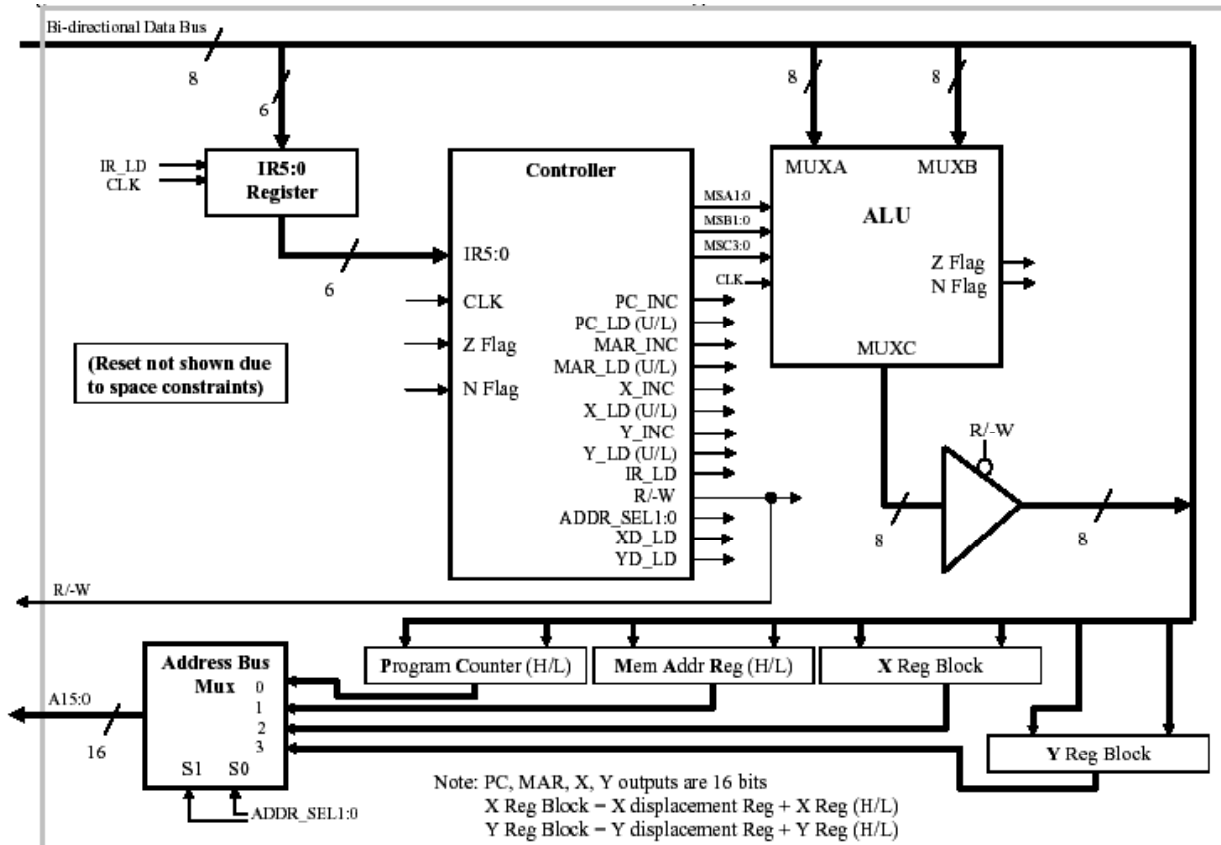 Bi-directional Data Bus
8
6
8
8
IR_LD
CLK
IR5:0
Register
6
Controller
IR5:0
CLK
Z Flag
N Flag
MSA1:0
MSB1:0
MSC3:0
CLK
PC_INC
PC_LD (U/L)
MAR_INC
MAR_LD (U/L)
X_INC
X_LD (U/L)
Y_INC
Y_LD (U/L)
IR_LD
R/-W
ADDR_SEL1:0
XD_LD
YD_LD
MUXA
MUXB
ALU
Z Flag
N Flag
MUXC
R/-W
8
8
(Reset not shown due
to space constraints)
R/-W
Address Bus
Mux
0
1
2
3
S1 S0
A15:0
16
ADDR_SEL1:0
Program Counter (H/L)
Mem Addr Reg (H/L)
X Reg Block
Y Reg Block
Note: PC, MAR, X, Y outputs are 16 bits
X Reg Block = X displacement Reg + X Reg (H/L)
Y Reg Block = Y displacement Reg + Y Reg (H/L)